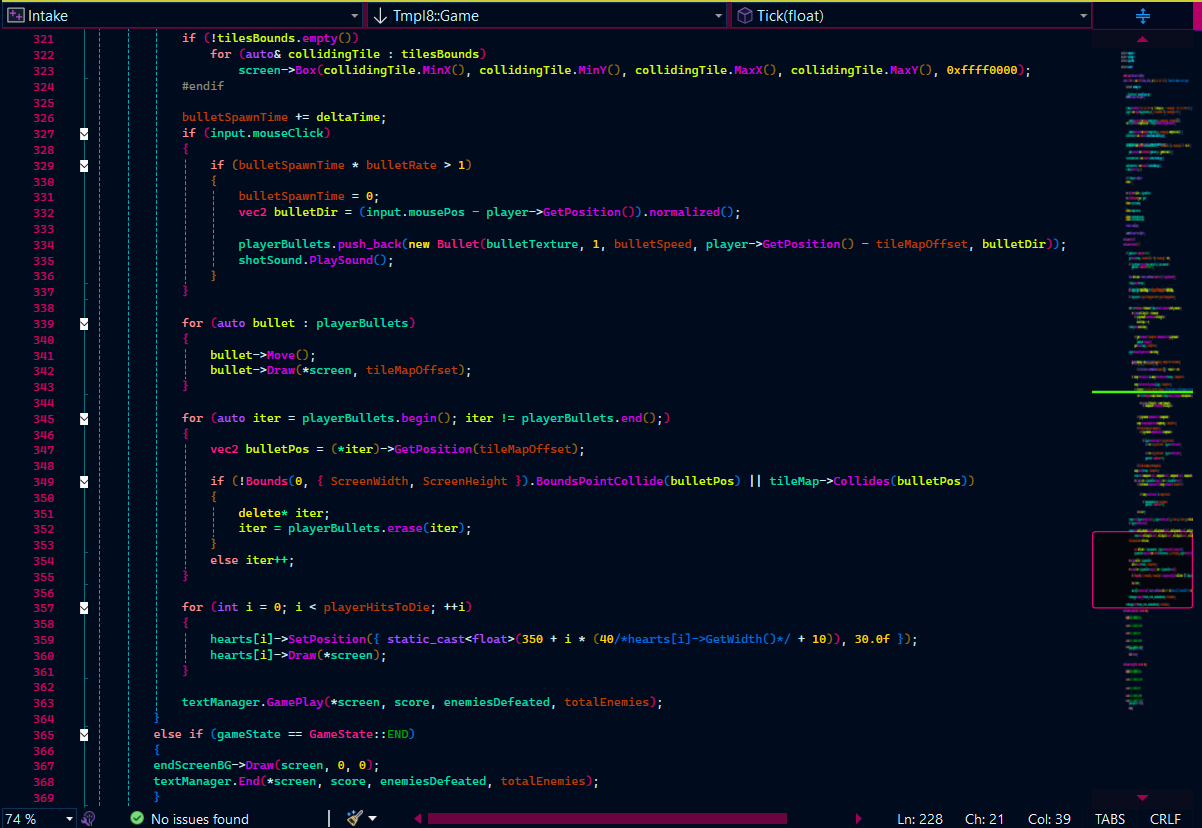 Intake Tmpl8::Game Tick(float)
321 if (!tilesBounds.empty())
322 for (auto& collidingTile : tilesBounds)
323 screen->Box(collidingTile.MinX(), collidingTile.MinY(), collidingTile.MaxX(), collidingTile.MaxY(), 0xffff0000);
324 #endif
325
326 bulletSpawnTime += deltaTime;
327 if (input.mouseClick)
328 {
329 if (bulletSpawnTime * bulletRate > 1)
330 {
331 bulletSpawnTime = 0;
332 vec2 bulletDir = (input.mousePos - player->GetPosition()).normalized();
333
334 playerBullets.push_back(new Bullet(bulletTexture, 1, bulletSpeed, player->GetPosition() - tileMapOffset, bulletDir));
335 shotSound.PlaySound();
336 }
337 }
338
339 for (auto bullet : playerBullets)
340 {
341 bullet->Move();
342 bullet->Draw(*screen, tileMapOffset);
343 }
344
345 for (auto iter = playerBullets.begin(); iter != playerBullets.end();)
346 {
347 vec2 bulletPos = (*iter)->GetPosition(tileMapOffset);
348
349 if (!Bounds(0, { ScreenWidth, ScreenHeight }).BoundsPointCollide(bulletPos) || tileMap->Collides(bulletPos))
350 {
351 delete* iter;
352 iter = playerBullets.erase(iter);
353 }
354 else iter++;
355 }
356
357 for (int i = 0; i < playerHitsToDie; ++i)
358 {
359 hearts[i]->SetPosition({ static_cast<float>(350 + i * (40/*hearts[i]->GetWidth()*/ + 10)), 30.0f });
360 hearts[i]->Draw(*screen);
361 }
362
363 textManager.GamePlay(*screen, score, enemiesDefeated, totalEnemies);
364 }
365 else if (gameState == GameState::END)
366 {
367 endScreenBG->Draw(screen, 0, 0);
368 textManager.End(*screen, score, enemiesDefeated, totalEnemies);
369 }
74 % No issues found Ln: 228 Ch: 21 Col: 39 TABS CRLF